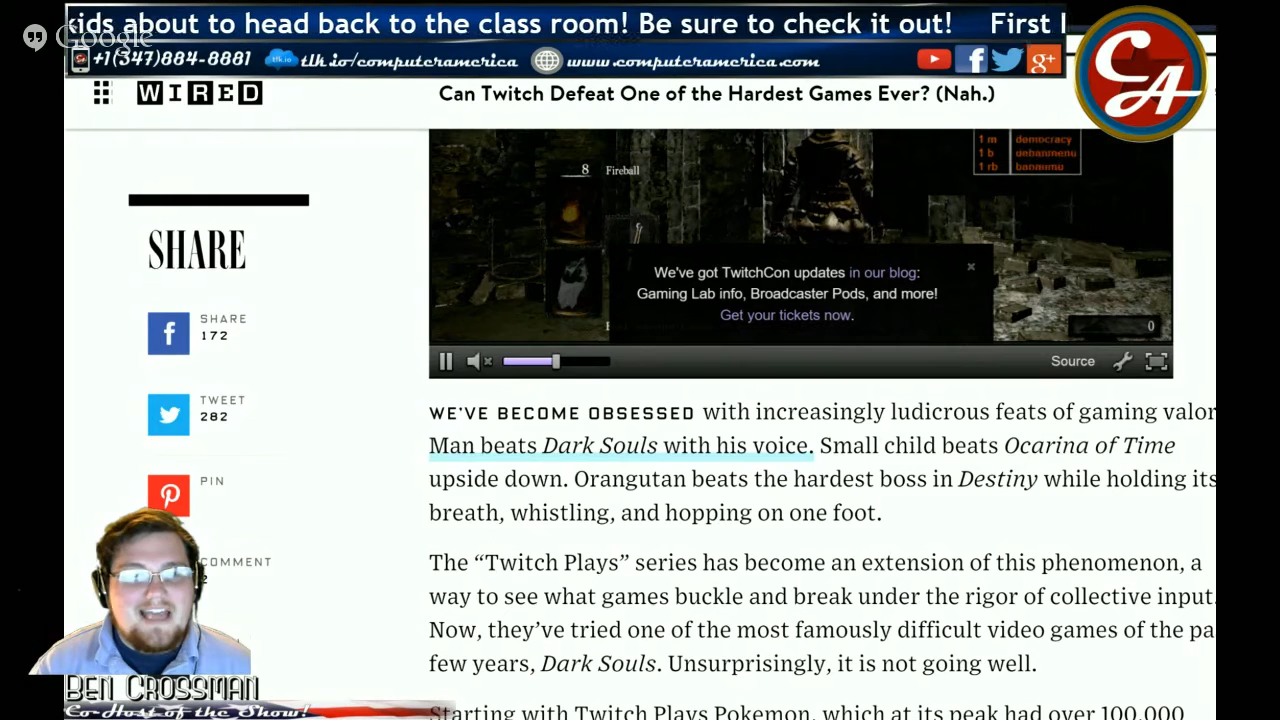 kids about to head back to the class room! Be sure to check it out! First
Google
+1(347)884-8881 tlk.io/computeramerica www.computeramerica.com
CA
WIRED Can Twitch Defeat One of the Hardest Games Ever? (Nah.)
1 m democracy
1 b debanmenu
1 rb
8 Fireball
SHARE
We've got TwitchCon updates in our blog:
Gaming Lab info, Broadcaster Pods, and more!
Get your tickets now.
0
SHARE
172
Source
TWEET
282
PIN
COMMENT
2
WE'VE BECOME OBSESSED with increasingly ludicrous feats of gaming valor
Man beats Dark Souls with his voice. Small child beats Ocarina of Time
upside down. Orangutan beats the hardest boss in Destiny while holding its
breath, whistling, and hopping on one foot.
The “Twitch Plays” series has become an extension of this phenomenon, a
way to see what games buckle and break under the rigor of collective input.
Now, they've tried one of the most famously difficult video games of the pa
few years, Dark Souls. Unsurprisingly, it is not going well.
Starting with Twitch Plays Pokemon, which at its peak had over 100,000
BEN CROSSMAN
Co-Host of the Show!